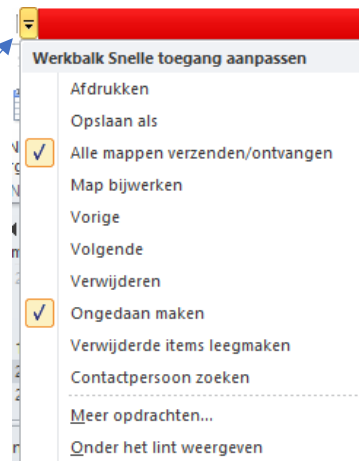 Werkbalk Snelle toegang aanpassen
Afdrukken
Opslaan als
Alle mappen verzenden/ontvangen
Map bijwerken
Vorige
Volgende
Verwijderen
Ongedaan maken
Verwijderde items leegmaken
Contactpersoon zoeken
Meer opdrachten...
Onder het lint weergeven